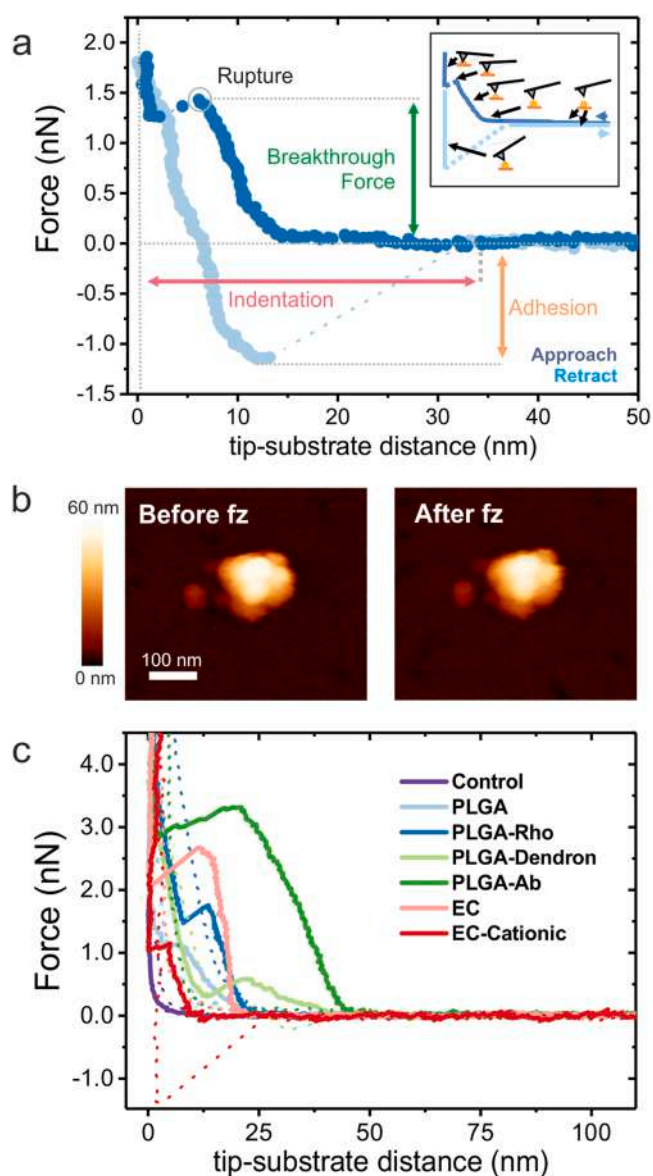 a
2.0
1.5
1.0
0.5
0.0
-0.5
-1.0
-1.5
Force (nN)
Rupture
Breakthrough
Force
Indentation
Adhesion
Approach
Retract
0 10 20 30 40 50
tip-substrate distance (nm)
b
60 nm
0 nm
Before fz
100 nm
After fz
c
4.0
3.0
2.0
1.0
0.0
-1.0
Force (nN)
Control
PLGA
PLGA-Rho
PLGA-Dendron
PLGA-Ab
EC
EC-Cationic
0 25 50 75 100
tip-substrate distance (nm)